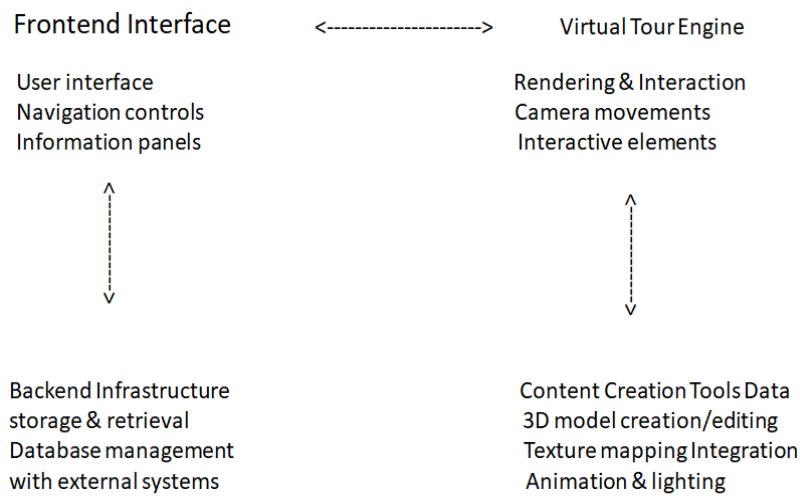 Frontend Interface <----------------------> Virtual Tour Engine
User interface
Navigation controls
Information panels
Rendering & Interaction
Camera movements
Interactive elements
Backend Infrastructure
storage & retrieval
Database management
with external systems
Content Creation Tools Data
3D model creation/editing
Texture mapping Integration
Animation & lighting